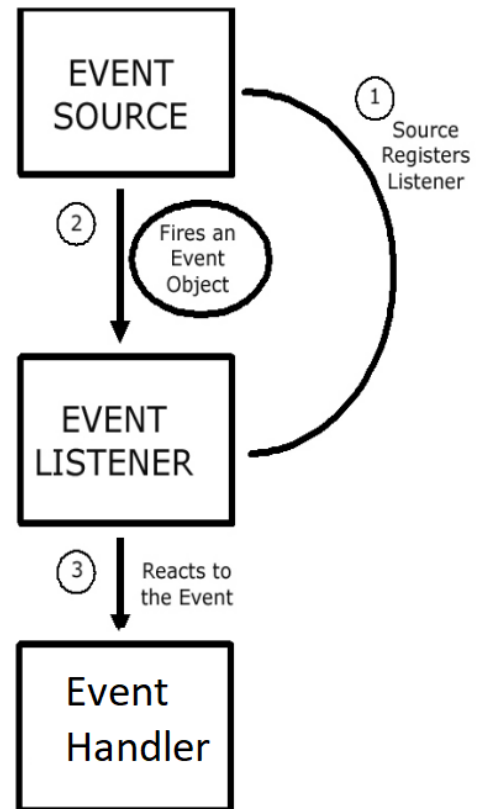 EVENT
SOURCE
1
Source
Registers
Listener
2
Fires an
Event
Object
EVENT
LISTENER
3
Reacts to
the Event
Event
Handler